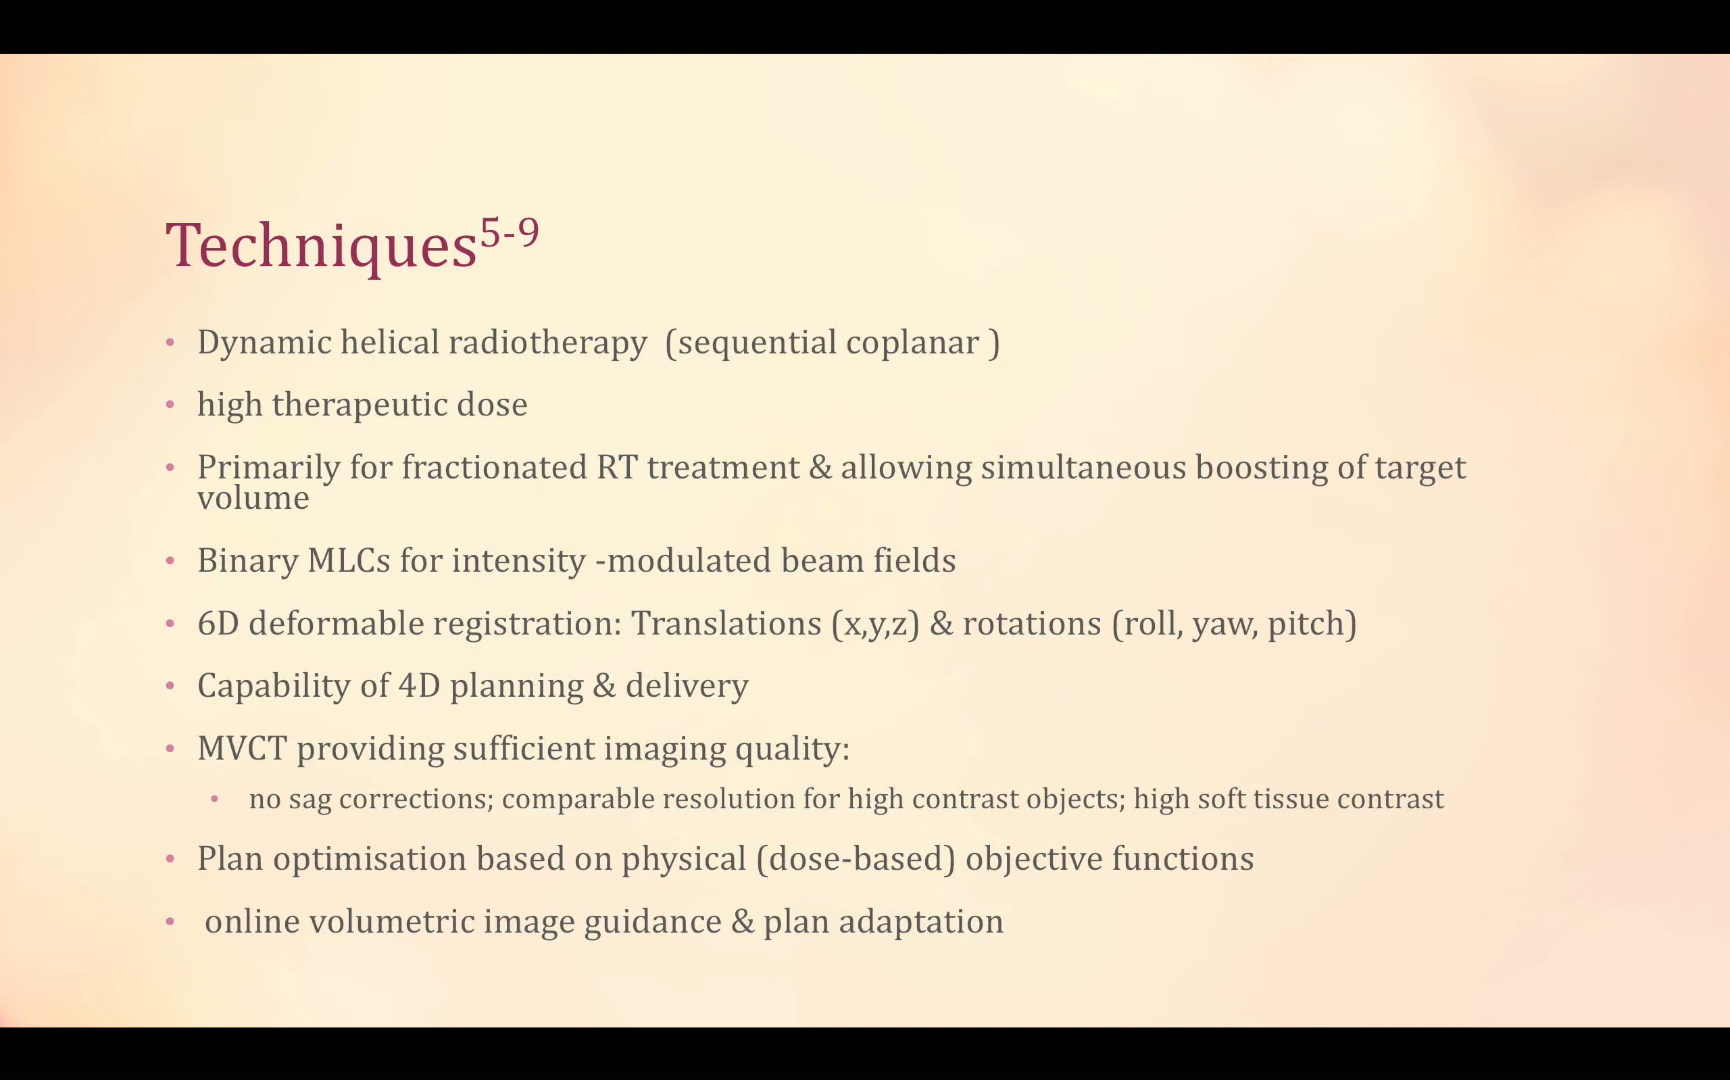 Techniques5-9
• Dynamic helical radiotherapy (sequential coplanar )
• high therapeutic dose
• Primarily for fractionated RT treatment & allowing simultaneous boosting of target
volume
• Binary MLCs for intensity -modulated beam fields
• 6D deformable registration: Translations (x,y,z) & rotations (roll, yaw, pitch)
• Capability of 4D planning & delivery
• MVCT providing sufficient imaging quality:
• no sag corrections; comparable resolution for high contrast objects; high soft tissue contrast
• Plan optimisation based on physical (dose-based) objective functions
• online volumetric image guidance & plan adaptation